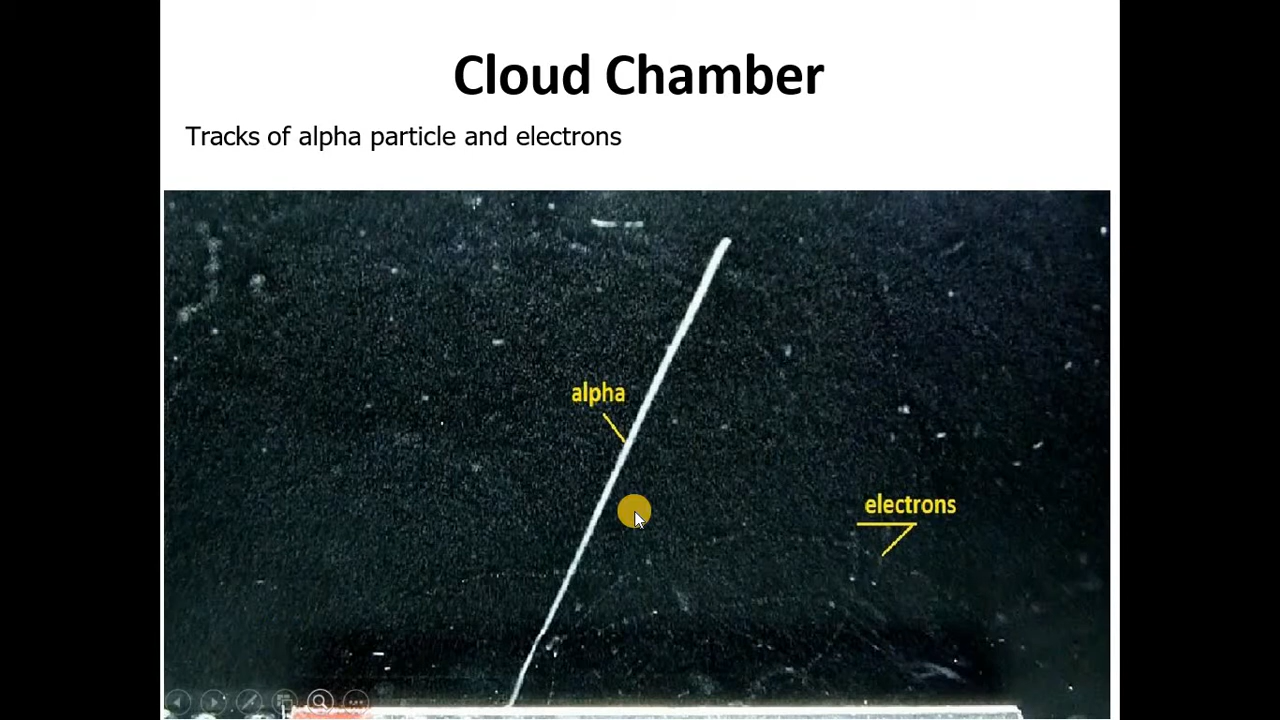 Cloud Chamber
Tracks of alpha particle and electrons
alpha
electrons